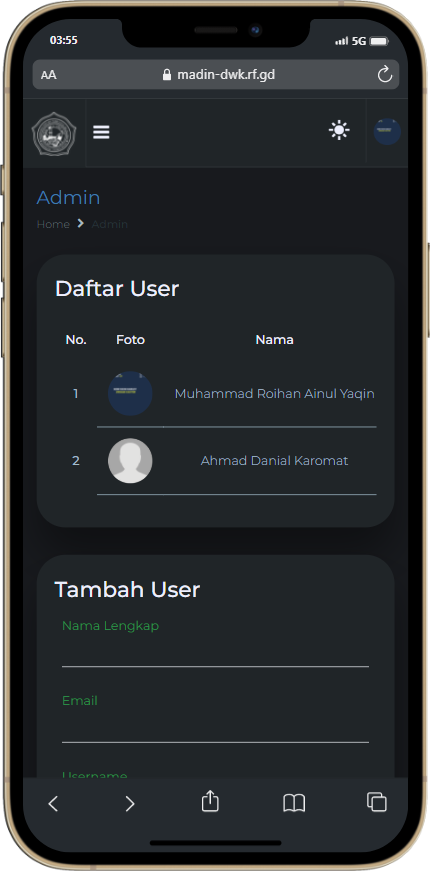 03:55
5G
AA
madin-dwk.rf.gd
Admin
Home
Admin
Daftar User
No. Foto Nama
1 Muhammad Roihan Ainul Yaqin
2 Ahmad Danial Karomat
Tambah User
Nama Lengkap
Email
Username